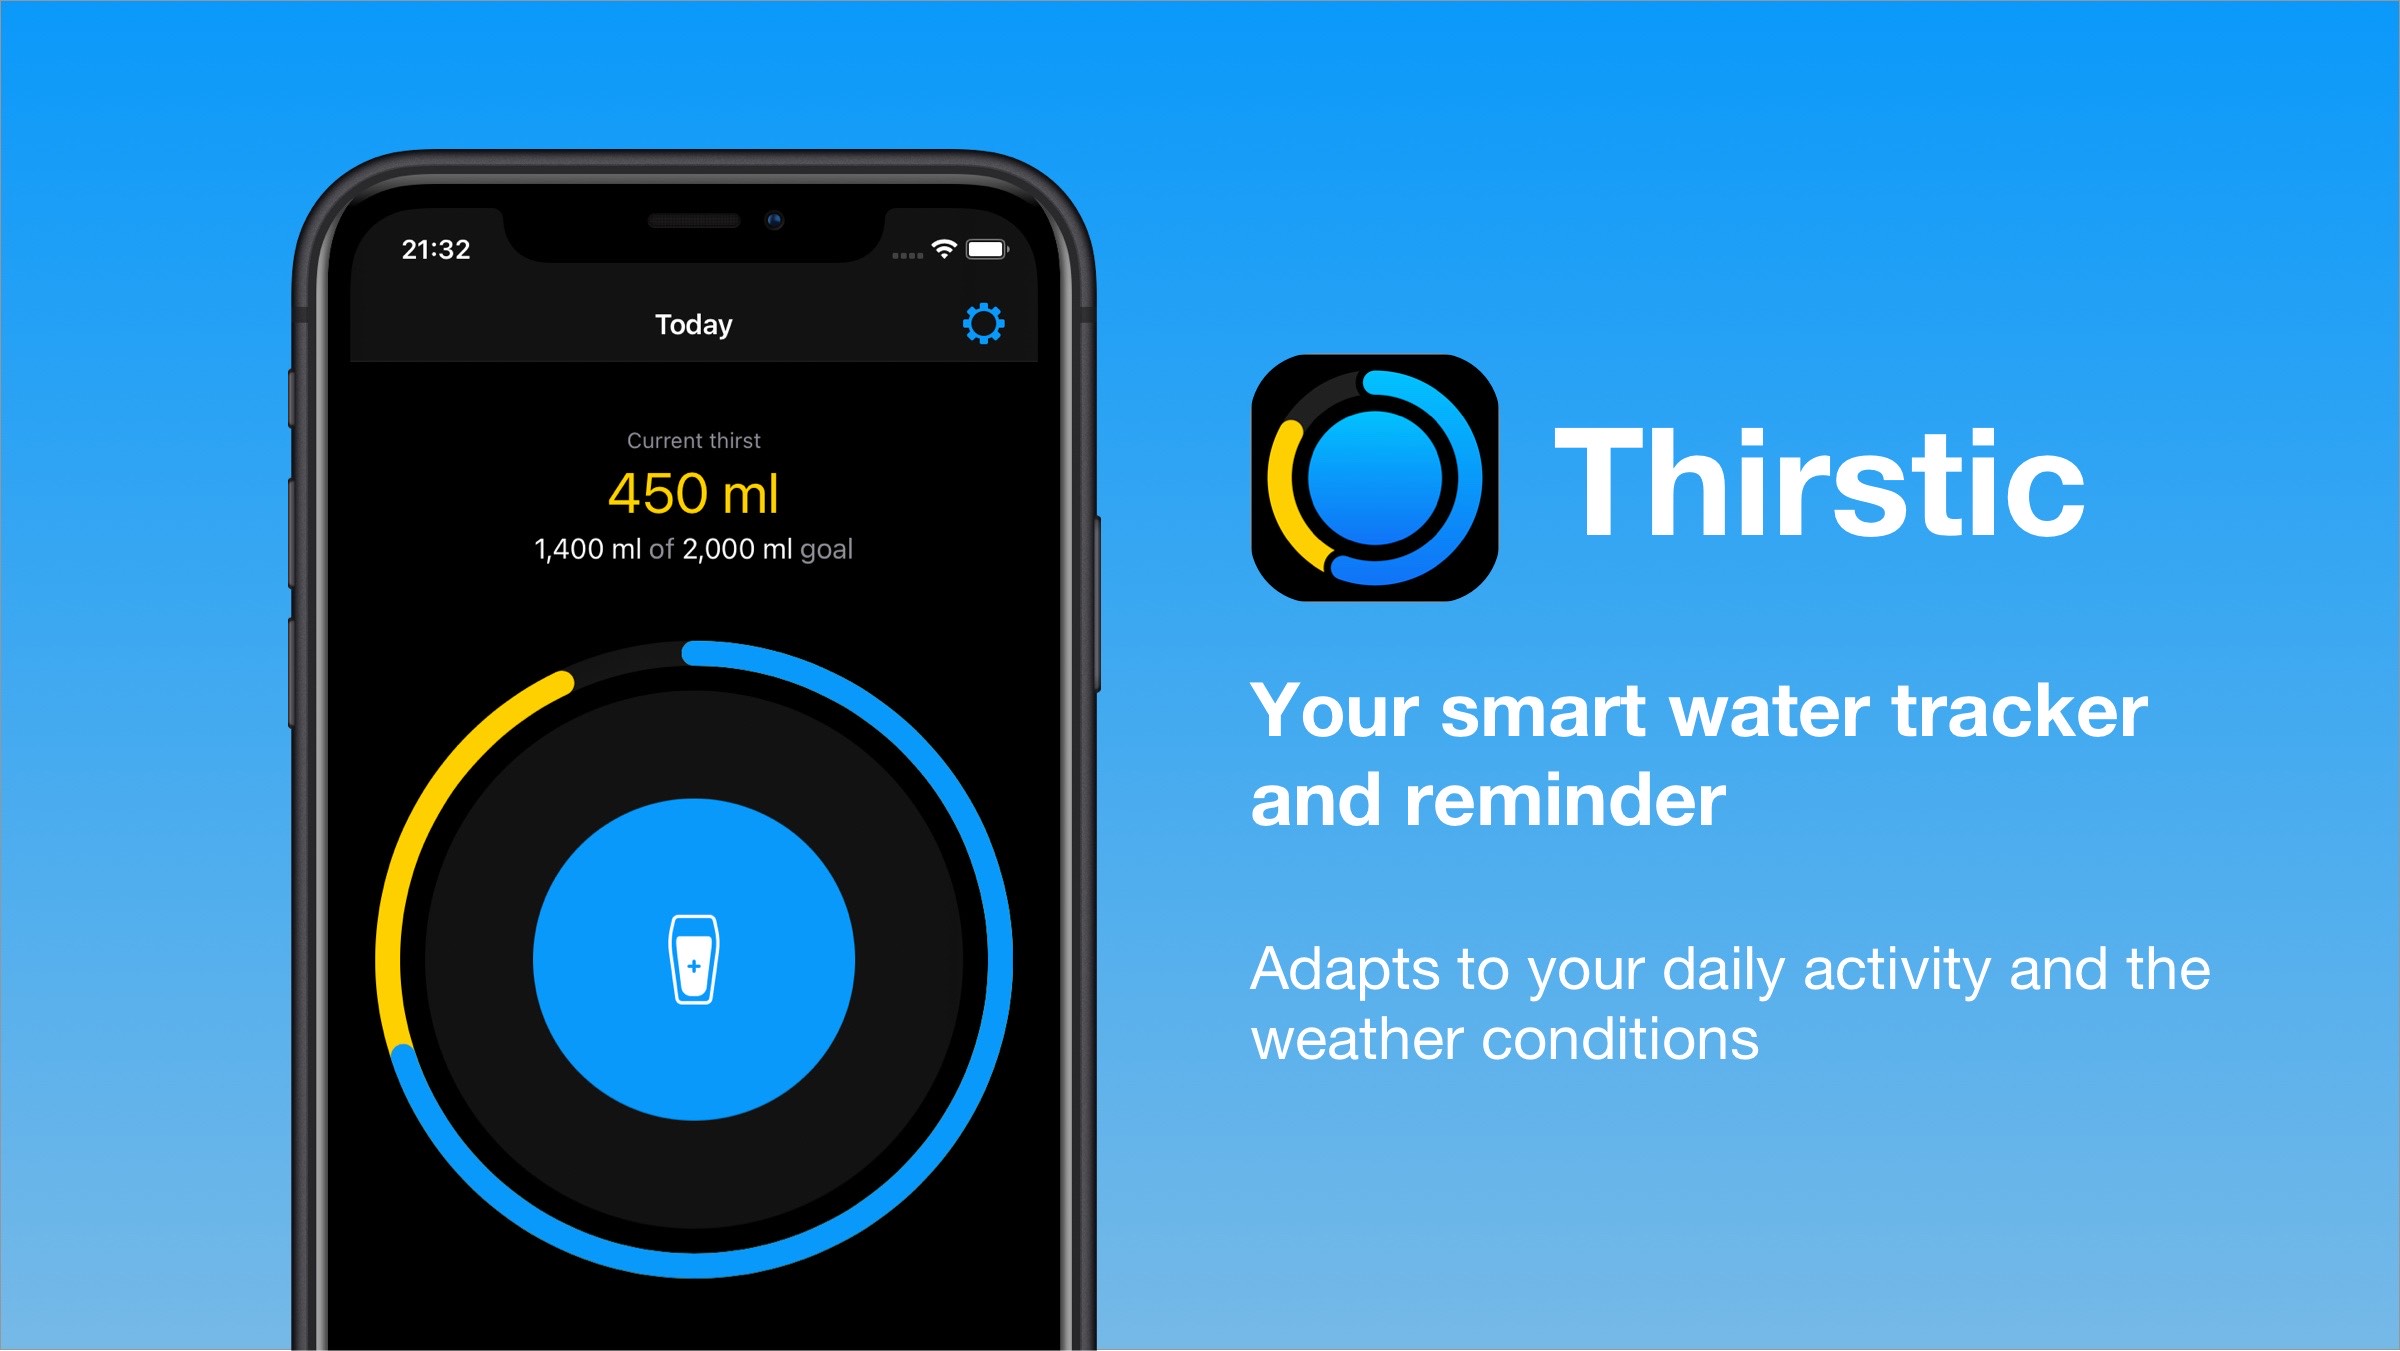 21:32
Today
Current thirst
450 ml
1,400 ml of 2,000 ml goal
Thirstic
Your smart water tracker
and reminder
Adapts to your daily activity and the
weather conditions